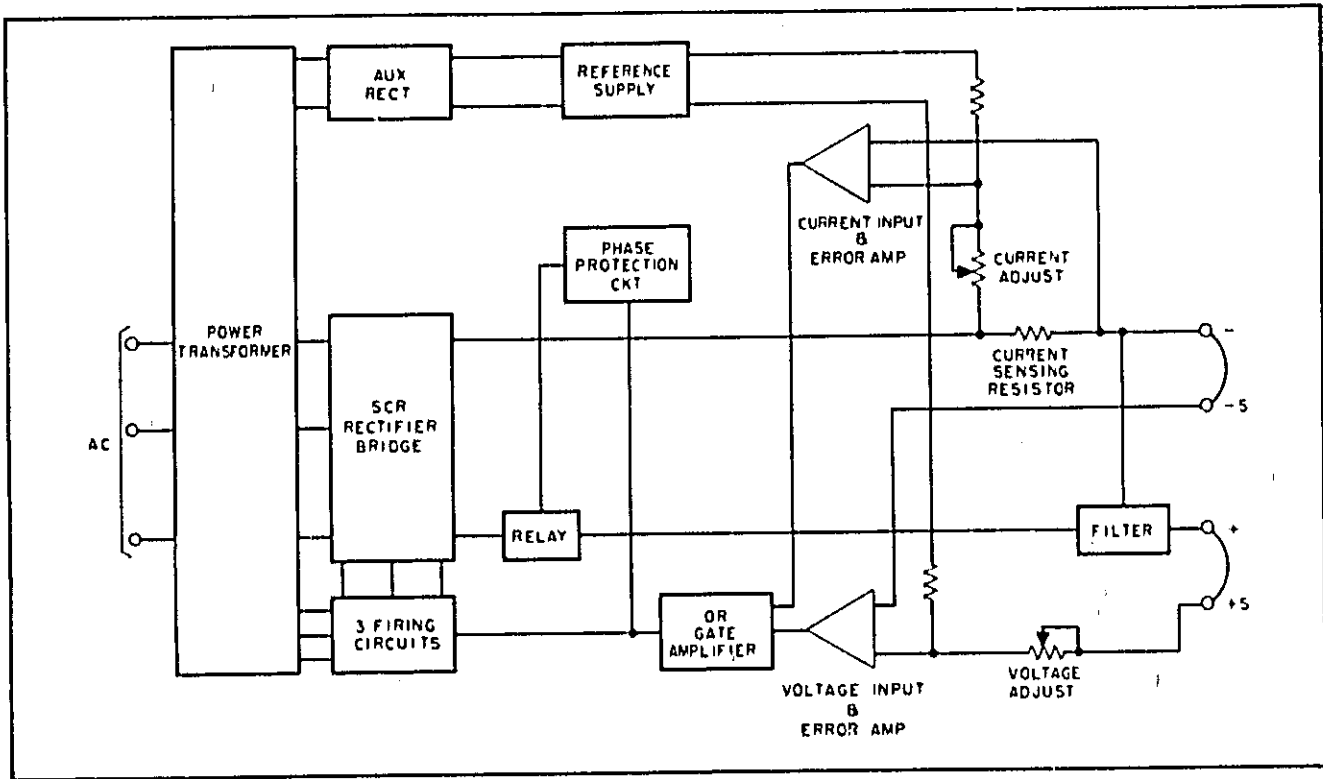 AUX
RECT
REFERENCE
SUPPLY
CURRENT INPUT
&
ERROR AMP
PHASE
PROTECTION
CKT
CURRENT
ADJUST
POWER
TRANSFORMER
-
CURRENT
SENSING
RESISTOR
SCR
RECTIFIER
BRIDGE
-S
AC
RELAY
FILTER
+
+S
3 FIRING
CIRCUITS
OR
GATE
AMPLIFIER
VOLTAGE INPUT
&
ERROR AMP
VOLTAGE
ADJUST